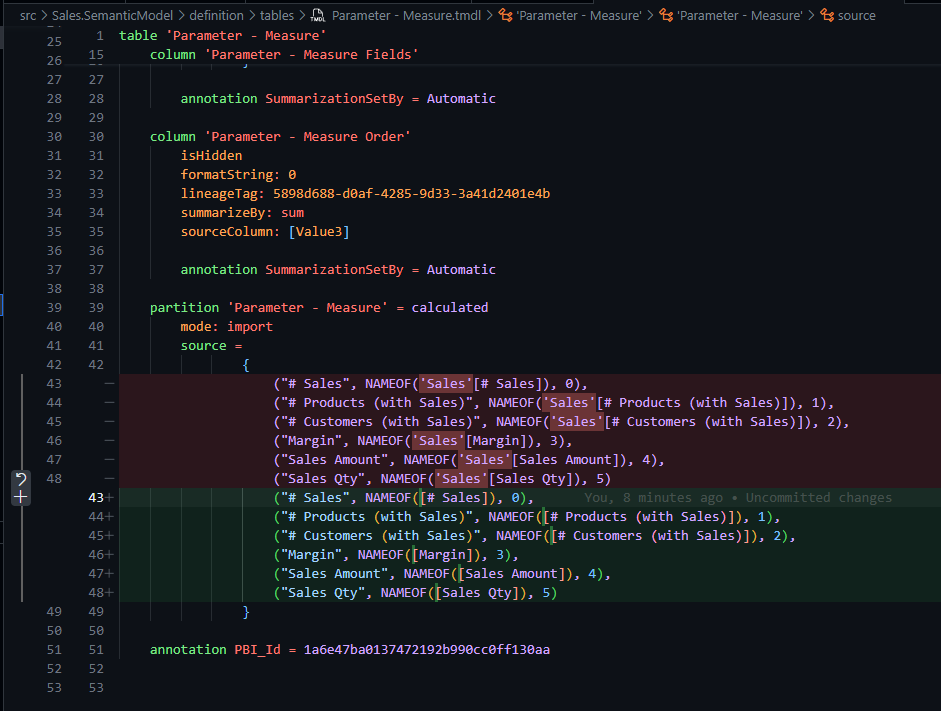 src > Sales.SemanticModel > definition > tables > TMDL Parameter - Measure.tmdl > 'Parameter - Measure' > 'Parameter - Measure' > source
25 1 table 'Parameter - Measure'
26 15 column 'Parameter - Measure Fields'
27 27
28 28 annotation SummarizationSetBy = Automatic
29 29
30 30 column 'Parameter - Measure Order'
31 31 isHidden
32 32 formatString: 0
33 33 lineageTag: 5898d688-d0af-4285-9d33-3a41d2401e4b
34 34 summarizeBy: sum
35 35 sourceColumn: [Value3]
36 36
37 37 annotation SummarizationSetBy = Automatic
38 38
39 39 partition 'Parameter - Measure' = calculated
40 40 mode: import
41 41 source =
42 42 {
43 — ("# Sales", NAMEOF('Sales'[# Sales]), 0),
44 — ("# Products (with Sales)", NAMEOF('Sales'[# Products (with Sales)]), 1),
45 — ("# Customers (with Sales)", NAMEOF('Sales'[# Customers (with Sales)]), 2),
46 — ("Margin", NAMEOF('Sales'[Margin]), 3),
47 — ("Sales Amount", NAMEOF('Sales'[Sales Amount]), 4),
48 — ("Sales Qty", NAMEOF('Sales'[Sales Qty]), 5)
43+ ("# Sales", NAMEOF([# Sales]), 0), You, 8 minutes ago • Uncommitted changes
44+ ("# Products (with Sales)", NAMEOF([# Products (with Sales)]), 1),
45+ ("# Customers (with Sales)", NAMEOF([# Customers (with Sales)]), 2),
46+ ("Margin", NAMEOF([Margin]), 3),
47+ ("Sales Amount", NAMEOF([Sales Amount]), 4),
48+ ("Sales Qty", NAMEOF([Sales Qty]), 5)
49 49 }
50 50
51 51 annotation PBI_Id = 1a6e47ba0137472192b990cc0ff130aa
52 52
53 53